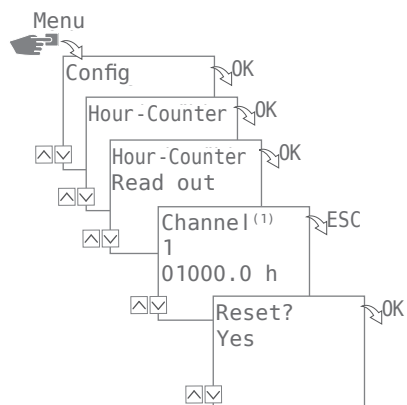 Menu
Config
OK
Hour-Counter
OK
Hour-Counter
OK
Read out
Channel(1)
ESC
1
01000.0 h
Reset?
OK
Yes